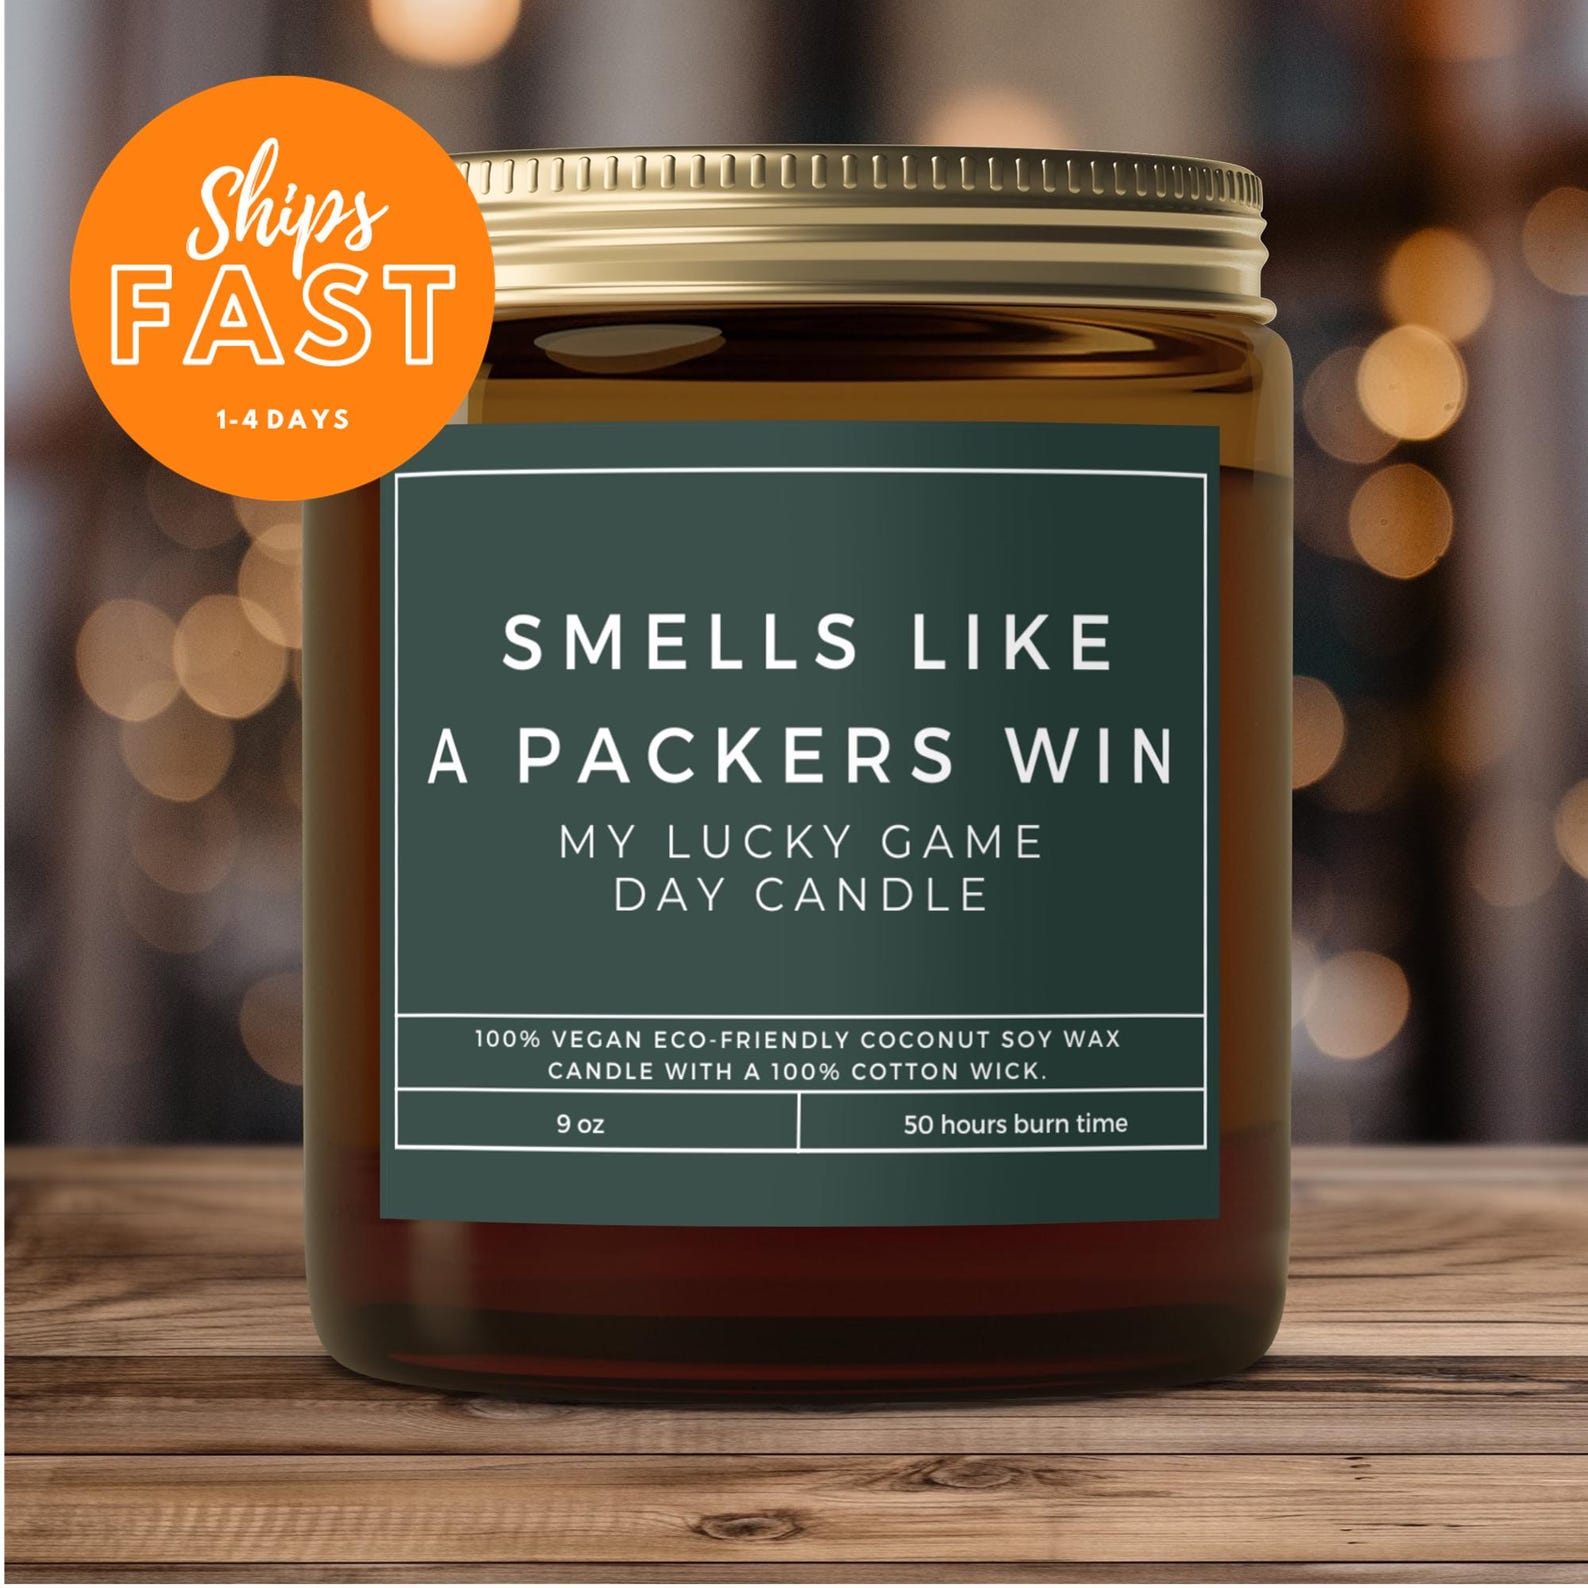 Ships
FAST
1-4 DAYS
SMELLS LIKE
A PACKERS WIN
MY LUCKY GAME
DAY CANDLE
100% VEGAN ECO-FRIENDLY COCONUT SOY WAX
CANDLE WITH A 100% COTTON WICK.
9 oz
50 hours burn time